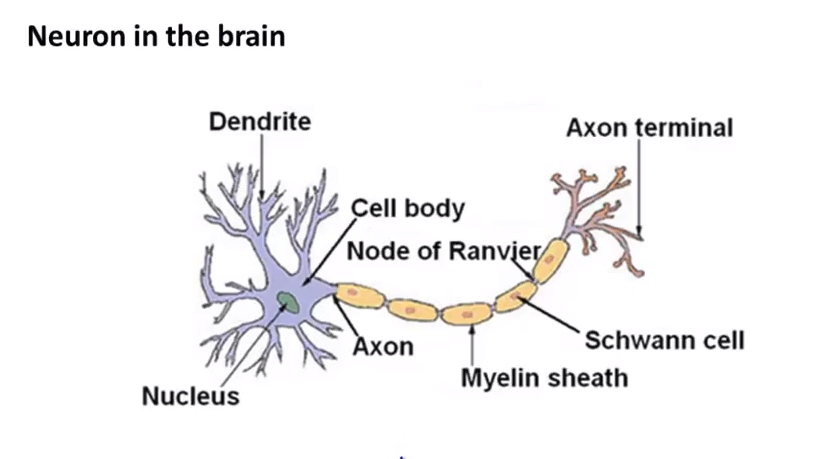 Neuron in the brain
Dendrite
Axon terminal
Cell body
Node of Ranvier
Schwann cell
Axon
Myelin sheath
Nucleus